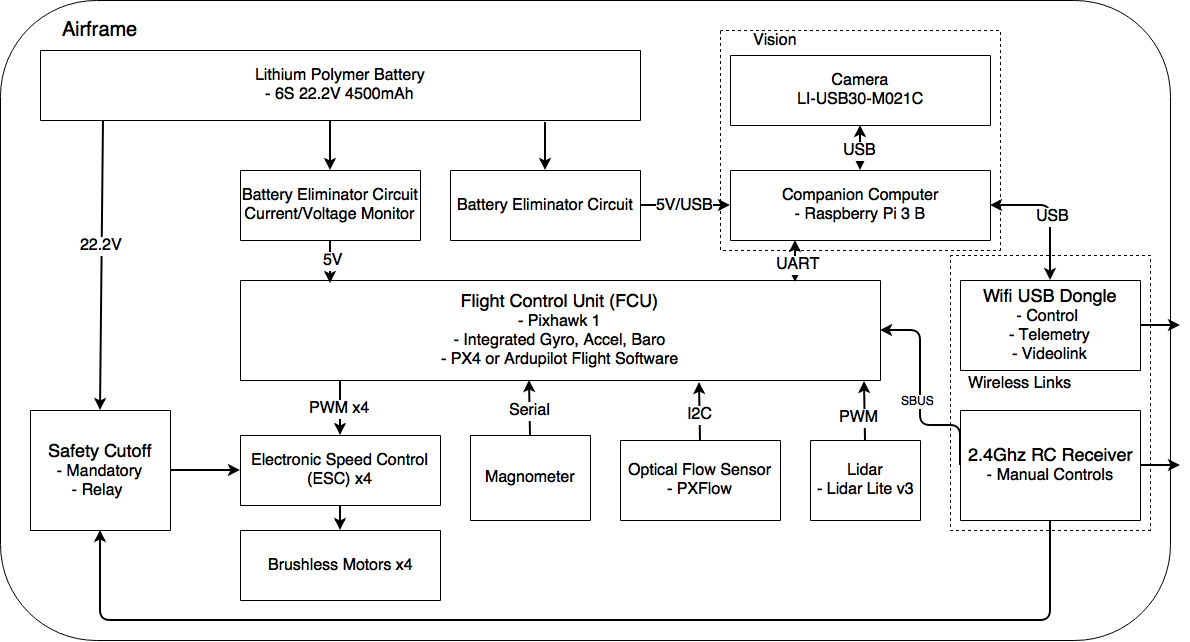 Airframe
Lithium Polymer Battery
- 6S 22.2V 4500mAh
Vision
Camera
LI-USB30-M021C
USB
Battery Eliminator Circuit
Current/Voltage Monitor
Battery Eliminator Circuit
5V/USB
Companion Computer
- Raspberry Pi 3 B
USB
22.2V
5V
UART
Flight Control Unit (FCU)
- Pixhawk 1
- Integrated Gyro, Accel, Baro
- PX4 or Ardupilot Flight Software
Wifi USB Dongle
- Control
- Telemetry
- Videolink
Wireless Links
PWM x4
Serial
I2C
PWM
SBUS
Safety Cutoff
- Mandatory
- Relay
Electronic Speed Control
(ESC) x4
Magnometer
Optical Flow Sensor
- PXFlow
Lidar
- Lidar Lite v3
2.4Ghz RC Receiver
- Manual Controls
Brushless Motors x4